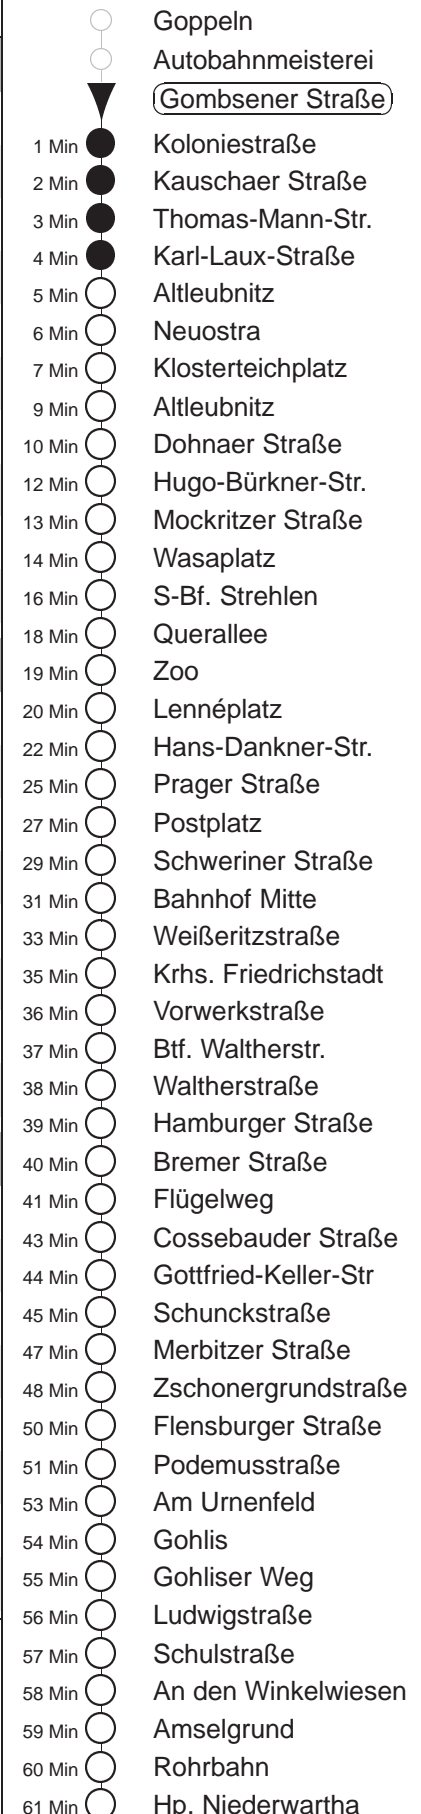 Goppeln
Autobahnmeisterei
Gombsener Straße
1 Min Koloniestraße
2 Min Kauschaer Straße
3 Min Thomas-Mann-Str.
4 Min Karl-Laux-Straße
5 Min Altleubnitz
6 Min Neuostra
7 Min Klosterteichplatz
9 Min Altleubnitz
10 Min Dohnaer Straße
12 Min Hugo-Bürkner-Str.
13 Min Mockritzer Straße
14 Min Wasaplatz
16 Min S-Bf. Strehlen
18 Min Querallee
19 Min Zoo
20 Min Lennéplatz
22 Min Hans-Dankner-Str.
25 Min Prager Straße
27 Min Postplatz
29 Min Schweriner Straße
31 Min Bahnhof Mitte
33 Min Weißeritzstraße
35 Min Krhs. Friedrichstadt
36 Min Vorwerkstraße
37 Min Btf. Waltherstr.
38 Min Waltherstraße
39 Min Hamburger Straße
40 Min Bremer Straße
41 Min Flügelweg
43 Min Cossebauder Straße
44 Min Gottfried-Keller-Str
45 Min Schunckstraße
47 Min Merbitzer Straße
48 Min Zschonergrundstraße
50 Min Flensburger Straße
51 Min Podemusstraße
53 Min Am Urnenfeld
54 Min Gohlis
55 Min Gohliser Weg
56 Min Ludwigstraße
57 Min Schulstraße
58 Min An den Winkelwiesen
59 Min Amselgrund
60 Min Rohrbahn
61 Min Hp. Niederwartha